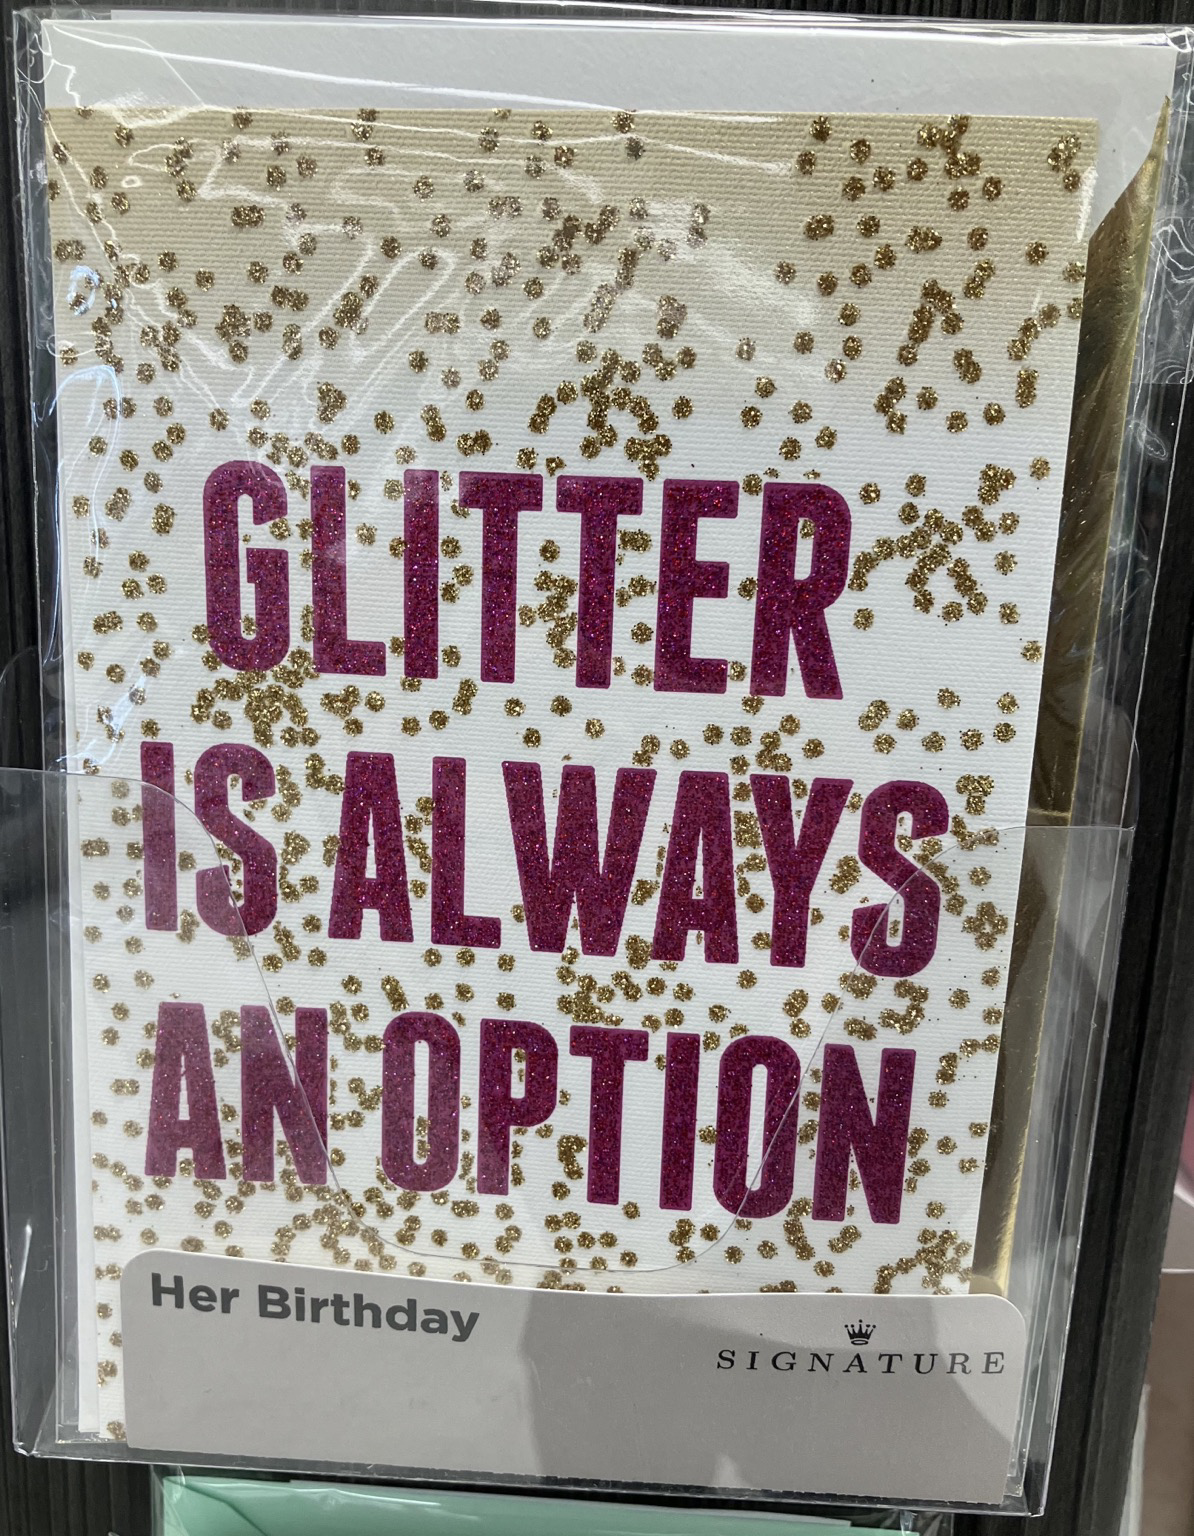 GLITTER
IS ALWAYS
AN OPTION
Her Birthday
SIGNATURE